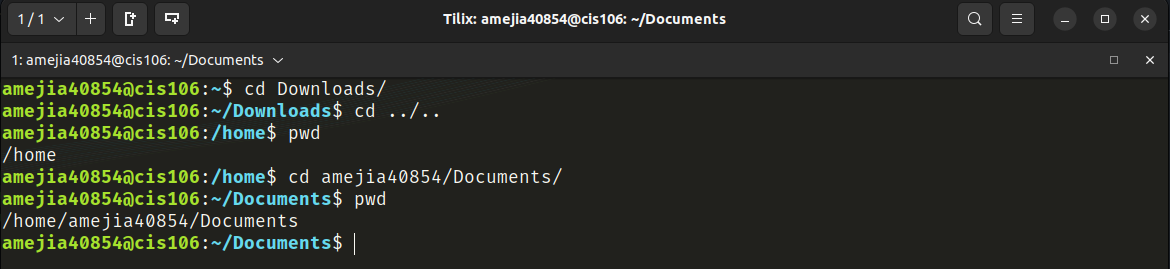 1 / 1
Tilix: amejia40854@cis106: ~/Documents
1: amejia40854@cis106: ~/Documents
amejia40854@cis106:~$ cd Downloads/
amejia40854@cis106:~/Downloads$ cd ../..
amejia40854@cis106:/home$ pwd
/home
amejia40854@cis106:/home$ cd amejia40854/Documents/
amejia40854@cis106:~/Documents$ pwd
/home/amejia40854/Documents
amejia40854@cis106:~/Documents$